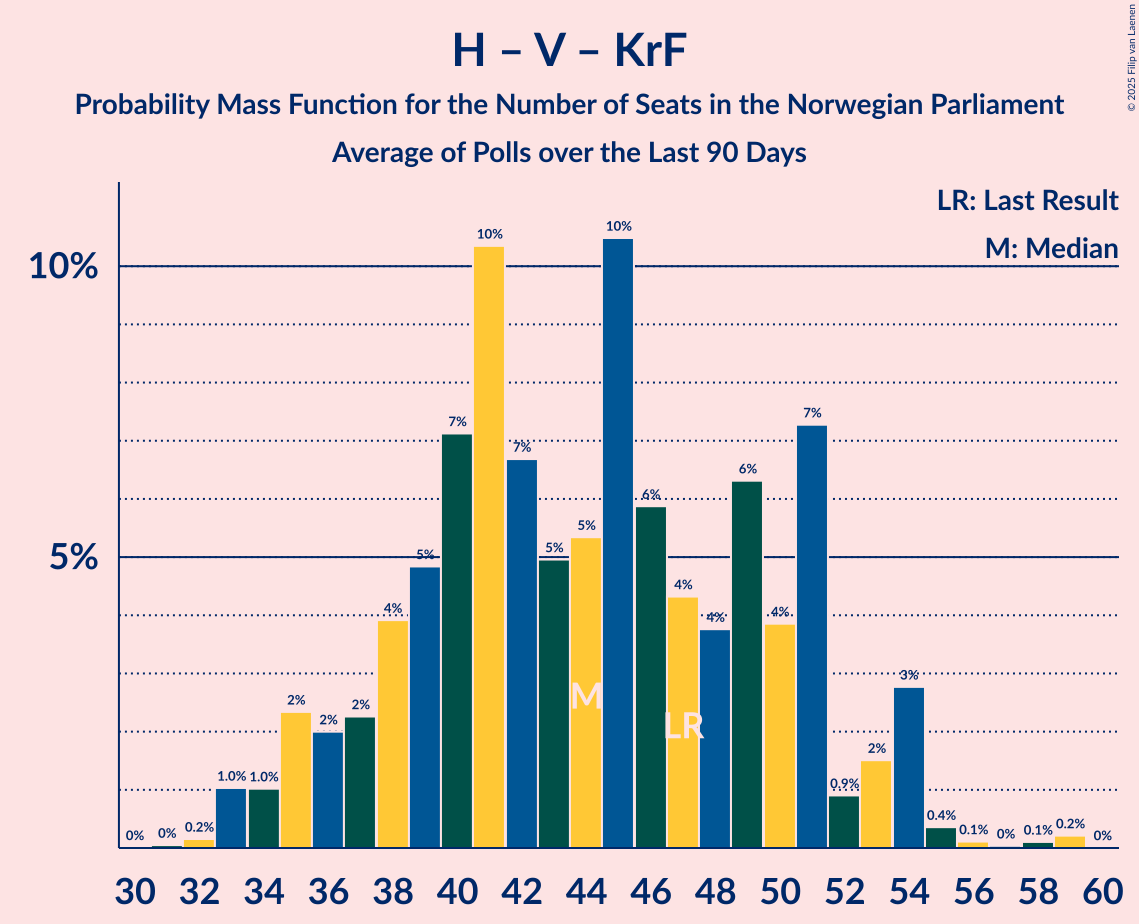 H – V – KrF
Probability Mass Function for the Number of Seats in the Norwegian Parliament
Average of Polls over the Last 90 Days
© 2025 Filip van Laenen
LR: Last Result
M: Median
10%
5%
0% 0% 0.2% 1.0% 1.0% 2% 2% 2% 4% 5% 7% 10% 7% 5% 5% 10% 6% 4% 4% 6% 4% 7% 0.9% 2% 3% 0.4% 0.1% 0% 0.1% 0.2% 0%
M
LR
30 32 34 36 38 40 42 44 46 48 50 52 54 56 58 60